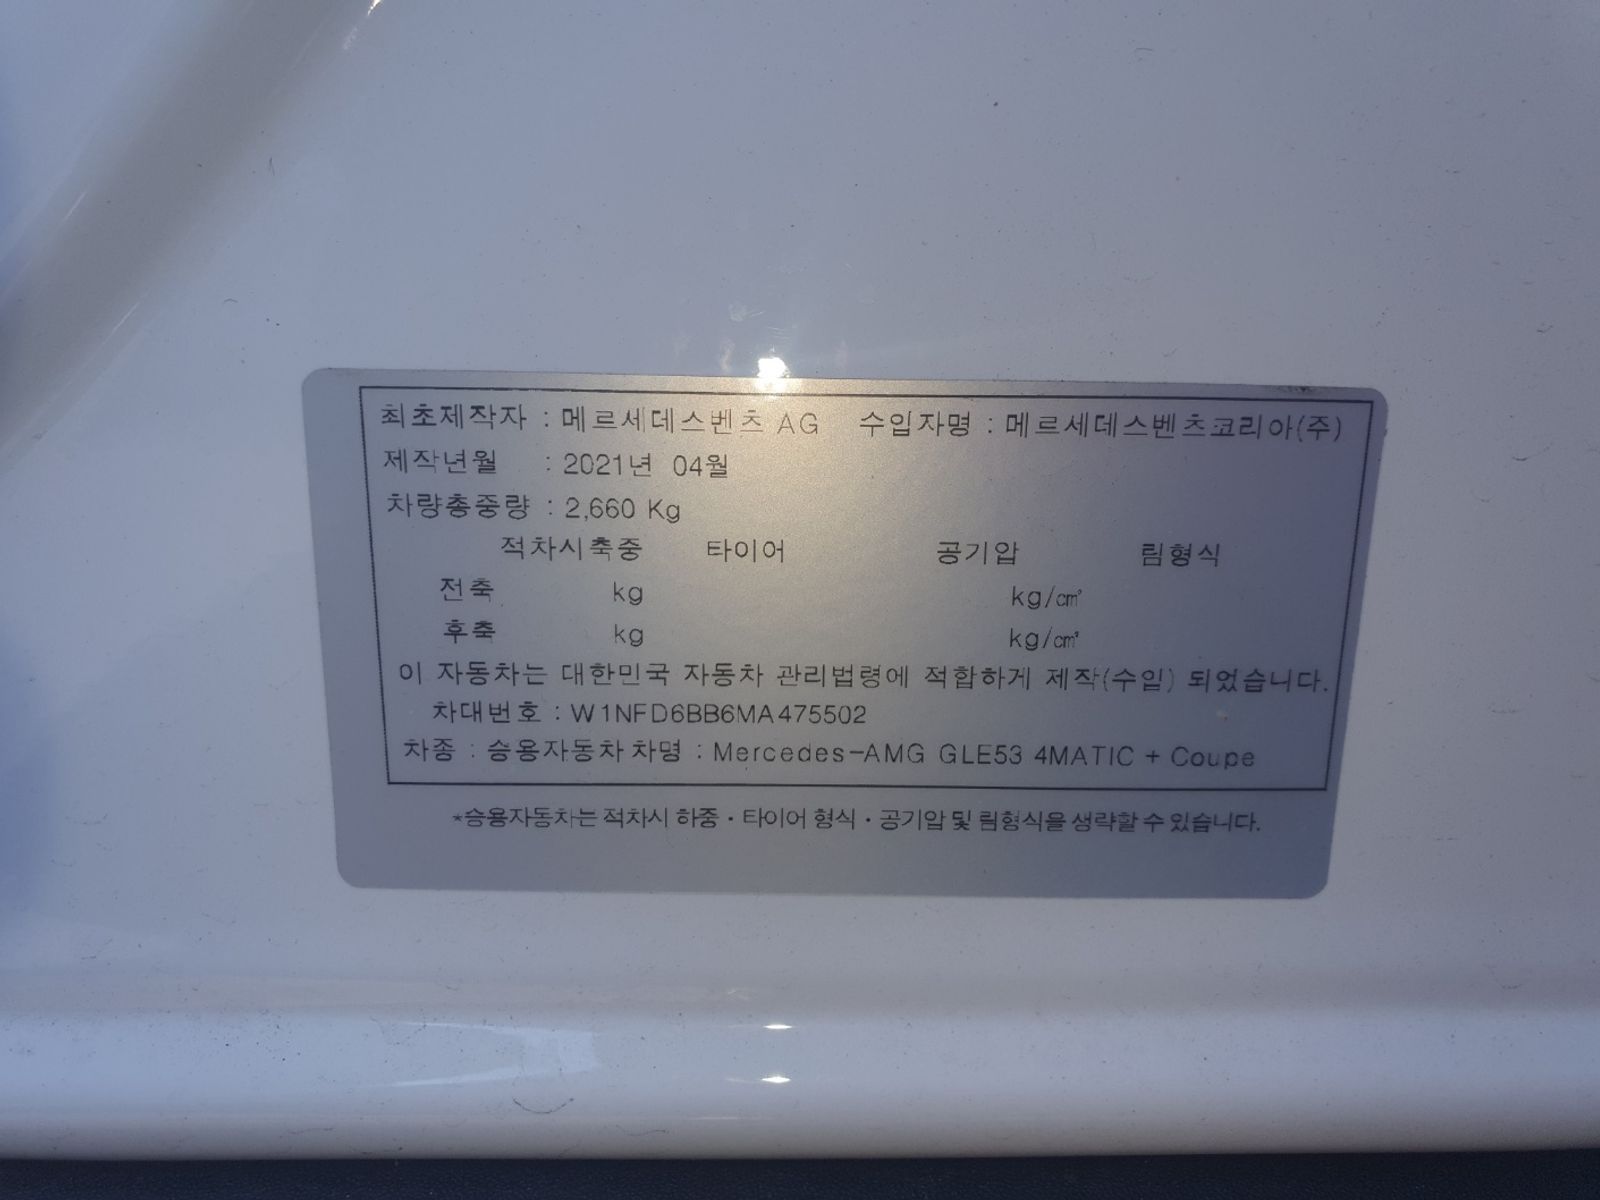 최초제작자 : 메르세데스벤츠 AG 수입자명 : 메르세데스벤츠코리아(주)
제작년월 : 2021년 04월
차량총중량 : 2,660 Kg
적차시축중 타이어 공기압 림형식
전축 kg kg/㎠
후축 kg kg/㎠
이 자동차는 대한민국 자동차 관리법령에 적합하게 제작(수입) 되었습니다.
차대번호 : W1NFD6BB6MA475502
차종 : 승용자동차 차명 : Mercedes-AMG GLE53 4MATIC + Coupe
*승용자동차는 적차시 하중·타이어 형식·공기압 및 림형식을 생략할 수 있습니다.